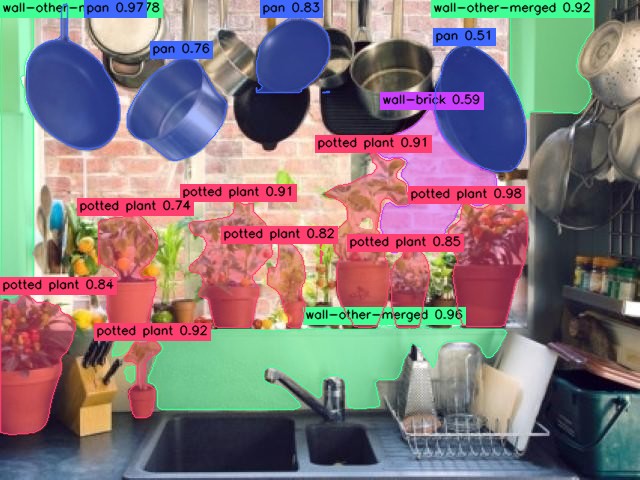 wall-other-m
pan 0.97
78
pan 0.83
wall-other-merged 0.92
pan 0.51
pan 0.76
wall-brick 0.59
potted plant 0.91
potted plant 0.91
potted plant 0.98
potted plant 0.74
potted plant 0.82
potted plant 0.85
potted plant 0.84
wall-other-merged 0.96
potted plant 0.92